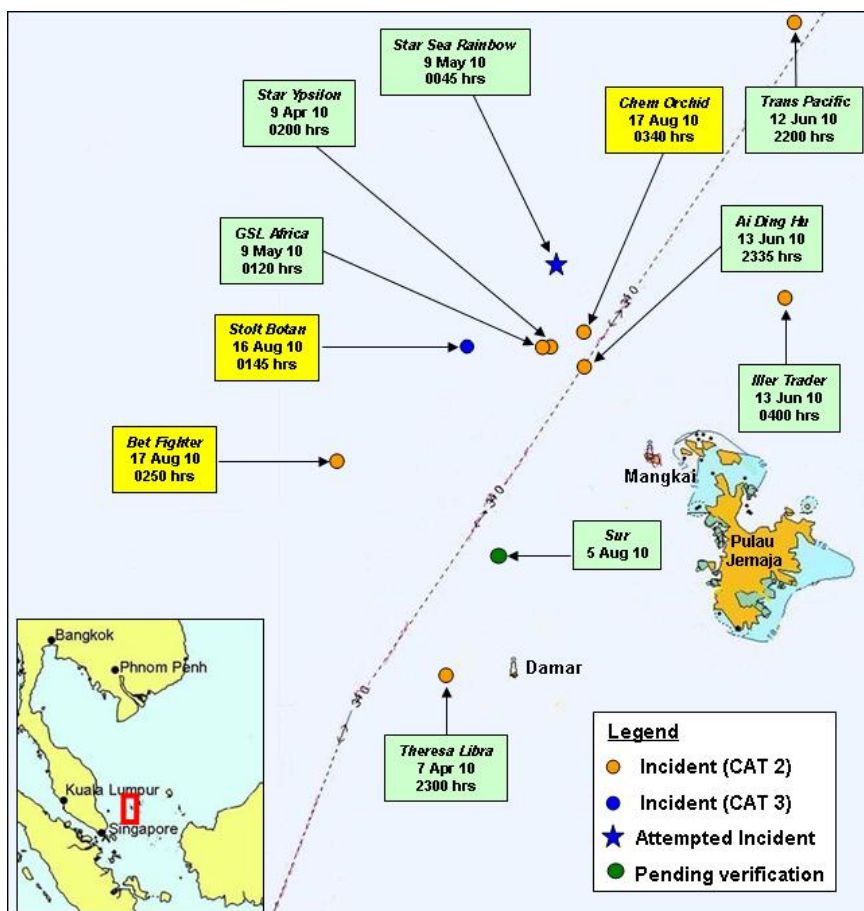 Star Sea Rainbow
9 May 10
0045 hrs
Star Ypsilon
9 Apr 10
0200 hrs
Chem Orchid
17 Aug 10
0340 hrs
Trans Pacific
12 Jun 10
2200 hrs
GSL Africa
9 May 10
0120 hrs
Ai Ding Hu
13 Jun 10
2335 hrs
340
Stolt Botan
16 Aug 10
0145 hrs
Iller Trader
13 Jun 10
0400 hrs
Bet Fighter
17 Aug 10
0250 hrs
Mangkai
340
Sur
5 Aug 10
Pulau
Jemaja
Damar
340
Theresa Libra
7 Apr 10
2300 hrs
Bangkok
Phnom Penh
Kuala Lumpur
Singapore
Legend
Incident (CAT 2)
Incident (CAT 3)
Attempted Incident
Pending verification